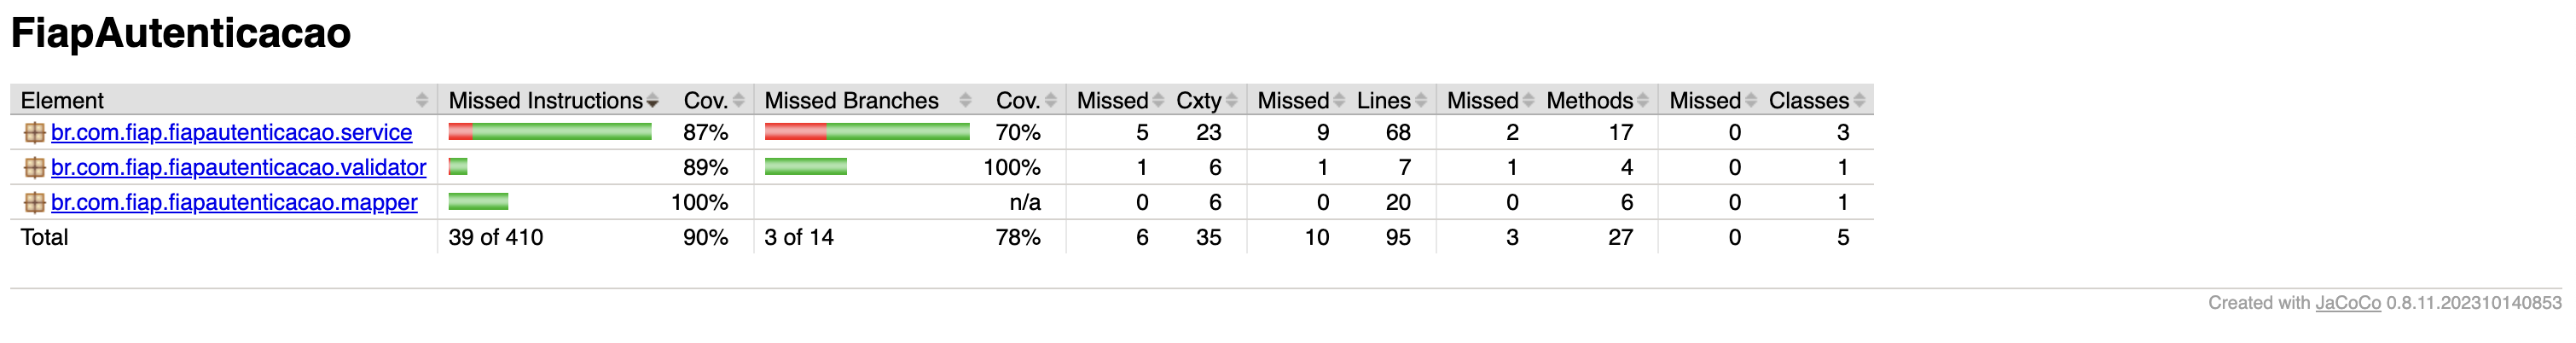 FiapAutenticacao
Element Missed Instructions Cov. Missed Branches Cov. Missed Cxty Missed Lines Missed Methods Missed Classes
br.com.fiap.fiapautenticacao.service 87% 70% 5 23 9 68 2 17 0 3
br.com.fiap.fiapautenticacao.validator 89% 100% 1 6 1 7 1 4 0 1
br.com.fiap.fiapautenticacao.mapper 100% n/a 0 6 0 20 0 6 0 1
Total 39 of 410 90% 3 of 14 78% 6 35 10 95 3 27 0 5
Created with JaCoCo 0.8.11.202310140853